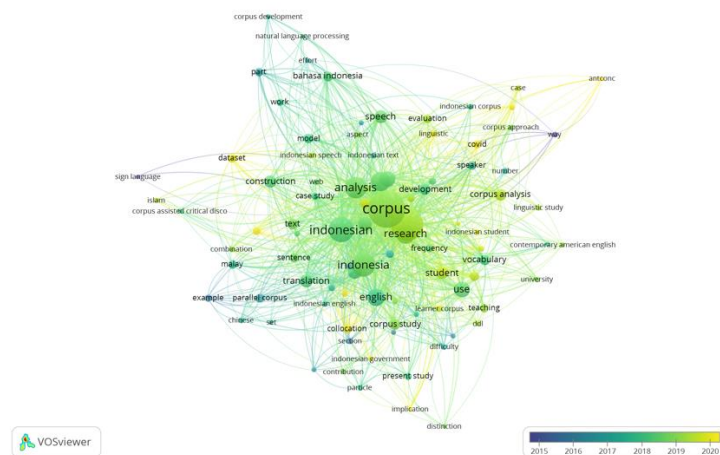 corpus development
natural language processing
effort
part
bahasa indonesia
case
antconc
work
indonesian corpus
speech
evaluation
corpus approach
way
aspect
linguistic
model
covid
indonesian speech
indonesian text
dataset
speaker
number
sign language
construction
web
analysis
development
case study
corpus analysis
islam
corpus assisted critical disco
corpus
linguistic study
text
indonesian
research
indonesian student
combination
frequency
contemporary american english
sentence
malay
indonesia
vocabulary
student
translation
university
use
example
parallel corpus
english
indonesian english
learner corpus
teaching
chinese
set
collocation
corpus study
ddl
section
difficulty
indonesian government
contribution
present study
particle
implication
distinction
VOSviewer
2015 2016 2017 2018 2019 2020